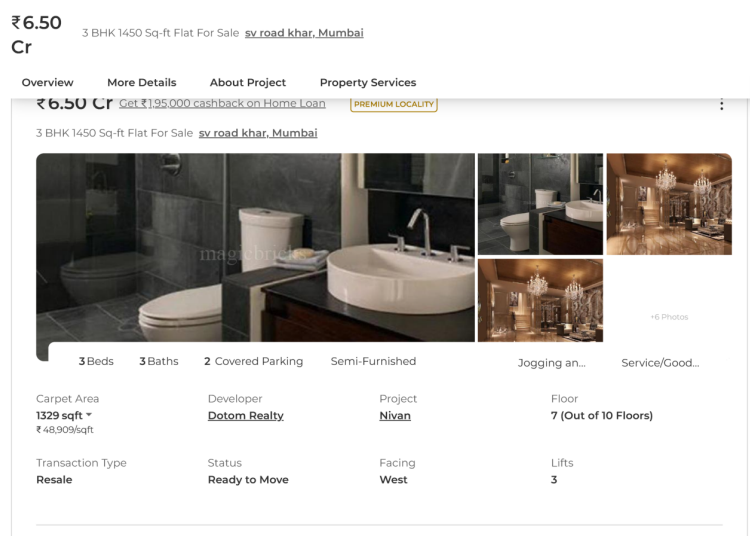 ₹6.50
Cr
3 BHK 1450 Sq-ft Flat For Sale sv road khar, Mumbai
Overview More Details About Project Property Services
₹6.50 Cr Get ₹1,95,000 cashback on Home Loan PREMIUM LOCALITY
3 BHK 1450 Sq-ft Flat For Sale sv road khar, Mumbai
magicbricks
+6 Photos
3 Beds 3 Baths 2 Covered Parking Semi-Furnished Jogging an... Service/Good...
Carpet Area Developer Project Floor
1329 sqft Dotom Realty Nivan 7 (Out of 10 Floors)
₹ 48,909/sqft
Transaction Type Status Facing Lifts
Resale Ready to Move West 3